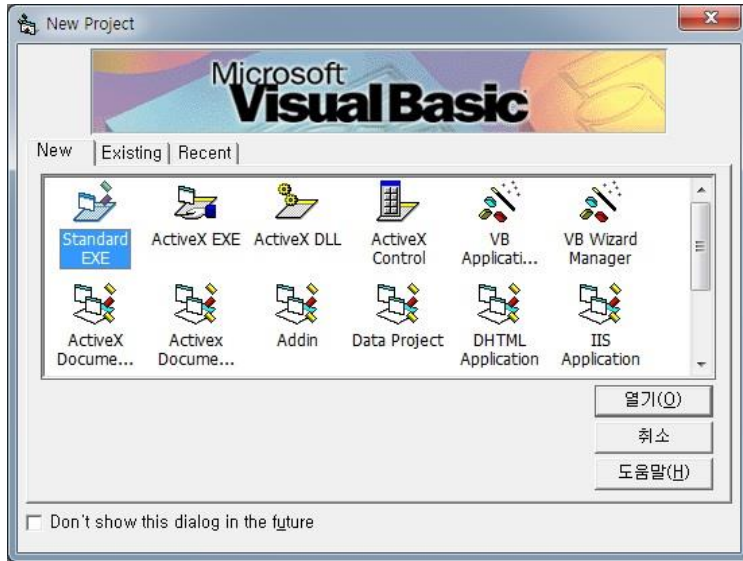 New Project
Microsoft
Visual Basic
New Existing Recent
Standard EXE
ActiveX EXE
ActiveX DLL
ActiveX Control
VB Applicati...
VB Wizard Manager
ActiveX Docume...
Activex Docume...
Addin
Data Project
DHTML Application
IIS Application
열기(O)
취소
도움말(H)
Don't show this dialog in the future